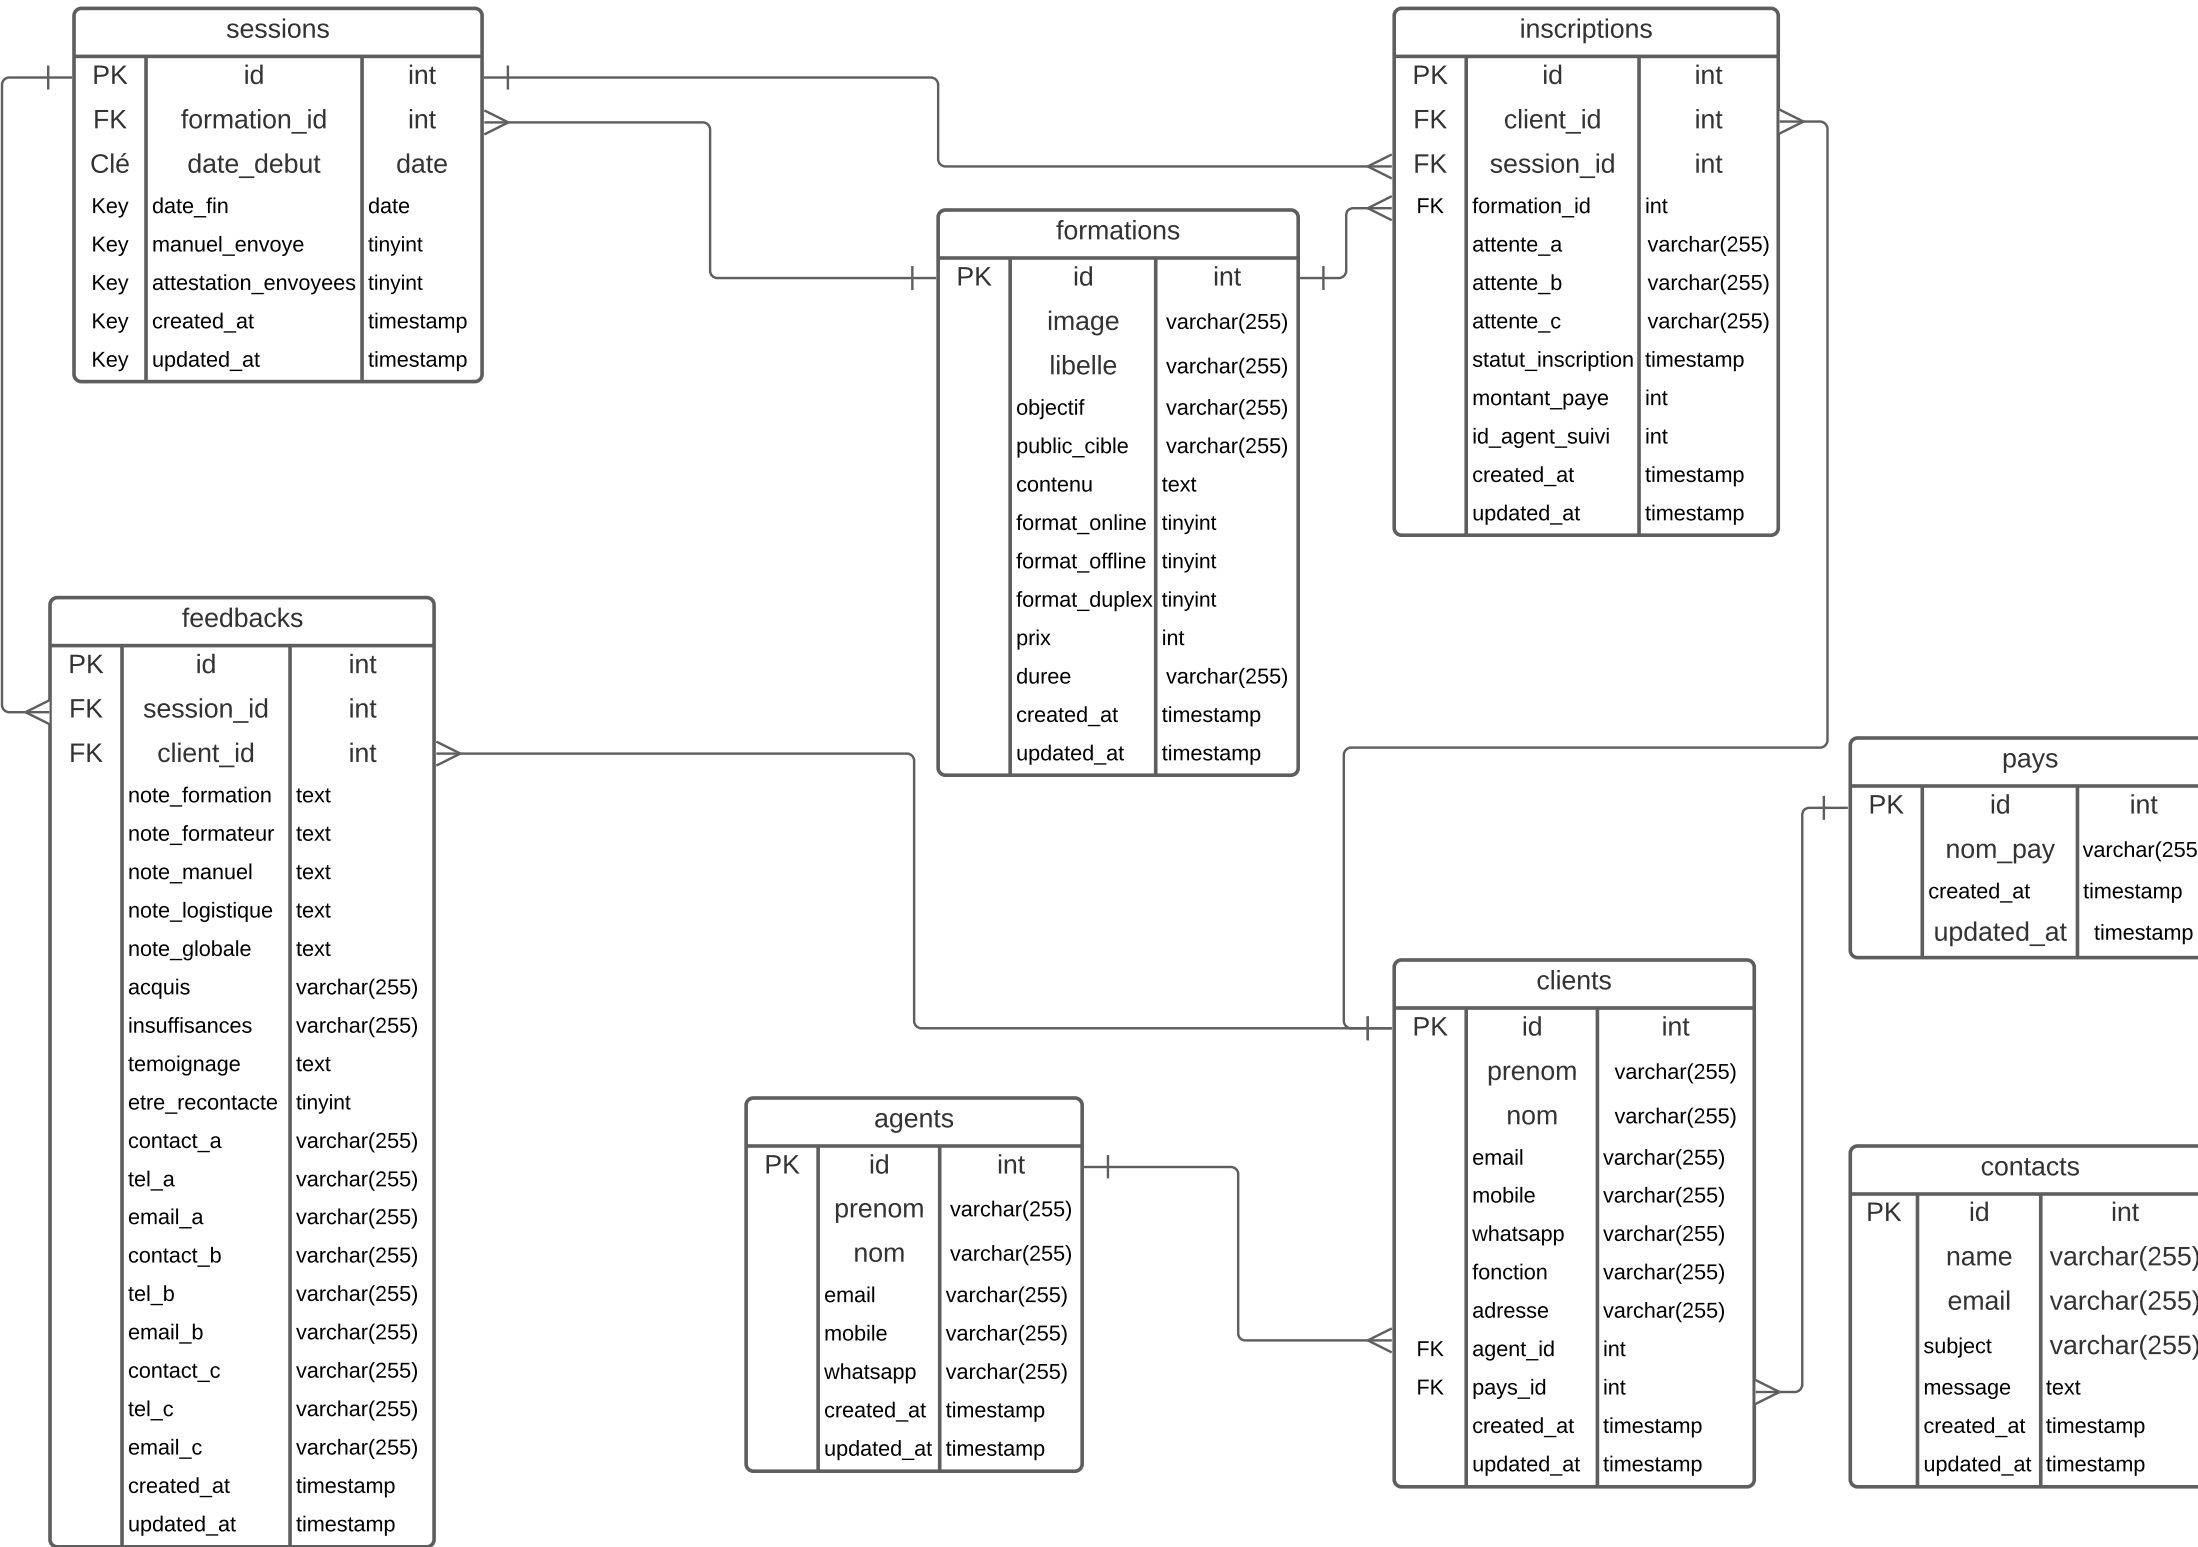 sessions
PK id int
FK formation_id int
Clé date_debut date
Key date_fin date
Key manuel_envoye tinyint
Key attestation_envoyees tinyint
Key created_at timestamp
Key updated_at timestamp
inscriptions
PK id int
FK client_id int
FK session_id int
FK formation_id int
attente_a varchar(255)
attente_b varchar(255)
attente_c varchar(255)
statut_inscription timestamp
montant_paye int
id_agent_suivi int
created_at timestamp
updated_at timestamp
formations
PK id int
image varchar(255)
libelle varchar(255)
objectif varchar(255)
public_cible varchar(255)
contenu text
format_online tinyint
format_offline tinyint
format_duplex tinyint
prix int
duree varchar(255)
created_at timestamp
updated_at timestamp
feedbacks
PK id int
FK session_id int
FK client_id int
note_formation text
note_formateur text
note_manuel text
note_logistique text
note_globale text
acquis varchar(255)
insuffisances varchar(255)
temoignage text
etre_recontacte tinyint
contact_a varchar(255)
tel_a varchar(255)
email_a varchar(255)
contact_b varchar(255)
tel_b varchar(255)
email_b varchar(255)
contact_c varchar(255)
tel_c varchar(255)
email_c varchar(255)
created_at timestamp
updated_at timestamp
pays
PK id int
nom_pay varchar(255
created_at timestamp
updated_at timestamp
clients
PK id int
prenom varchar(255)
nom varchar(255)
email varchar(255)
mobile varchar(255)
whatsapp varchar(255)
fonction varchar(255)
adresse varchar(255)
FK agent_id int
FK pays_id int
created_at timestamp
updated_at timestamp
agents
PK id int
prenom varchar(255)
nom varchar(255)
email varchar(255)
mobile varchar(255)
whatsapp varchar(255)
created_at timestamp
updated_at timestamp
contacts
PK id int
name varchar(255)
email varchar(255)
subject varchar(255)
message text
created_at timestamp
updated_at timestamp